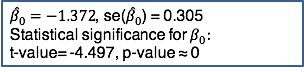 β̂₀ = −1.372, se(β̂₀) = 0.305
Statistical significance for β₀:
t-value= -4.497, p-value ≈ 0